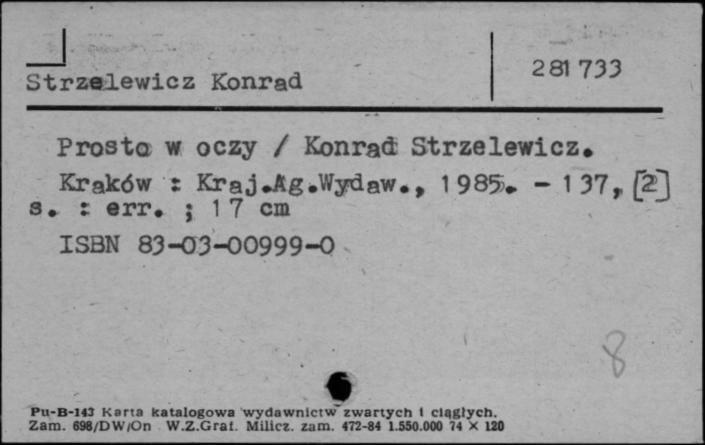 281733
Strzelewicz Konrad
Prosto w oczy / Konrad Strzelewicz.
Kraków : Kraj.Ag.Wydaw., 1985. - 137, [2]
s. : err. ; 17 cm
ISBN 83-03-00999-0
8
Pu-B-143 Karta katalogowa wydawnictw zwartych i ciągłych.
Zam. 698/DW/On W.Z.Graf. Milicz. zam. 472-84 1.550.000 74 × 120